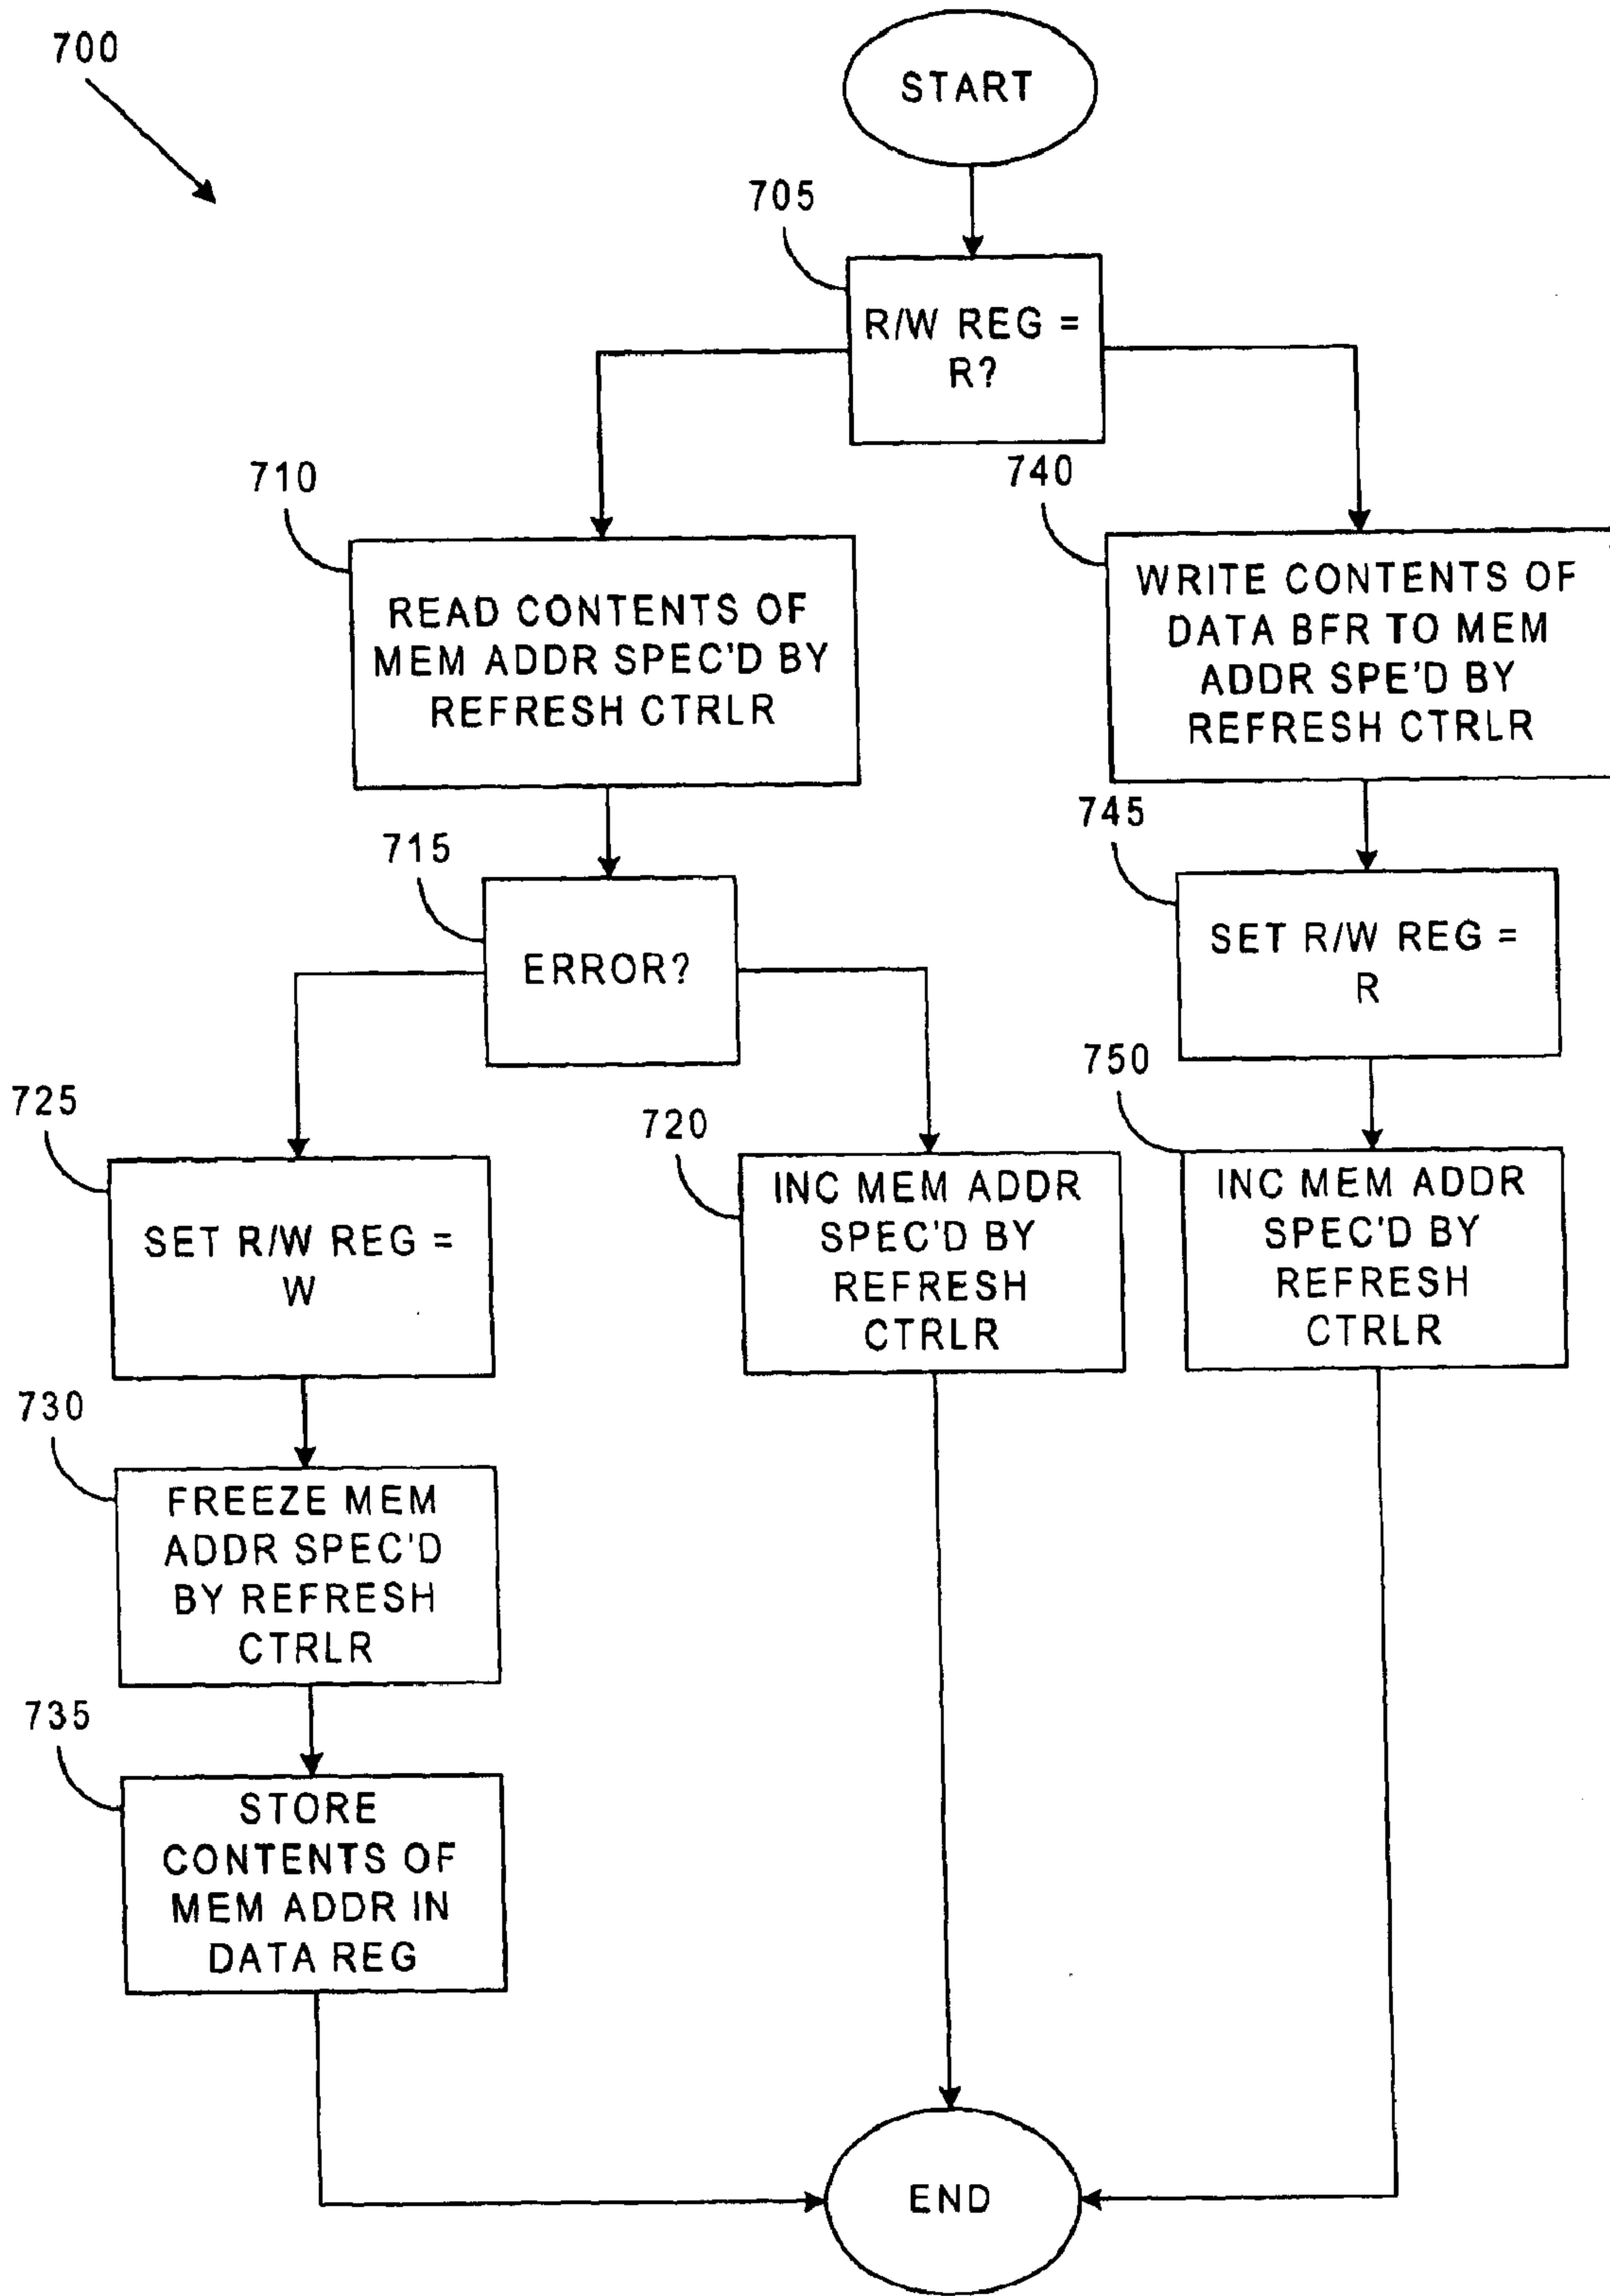 700
START
705
R/W REG =
R?
710
READ CONTENTS OF
MEM ADDR SPEC'D BY
REFRESH CTRLR
740
WRITE CONTENTS OF
DATA BFR TO MEM
ADDR SPE'D BY
REFRESH CTRLR
715
ERROR?
745
SET R/W REG =
R
725
SET R/W REG =
W
720
INC MEM ADDR
SPEC'D BY
REFRESH
CTRLR
750
INC MEM ADDR
SPEC'D BY
REFRESH
CTRLR
730
FREEZE MEM
ADDR SPEC'D
BY REFRESH
CTRLR
735
STORE
CONTENTS OF
MEM ADDR IN
DATA REG
END